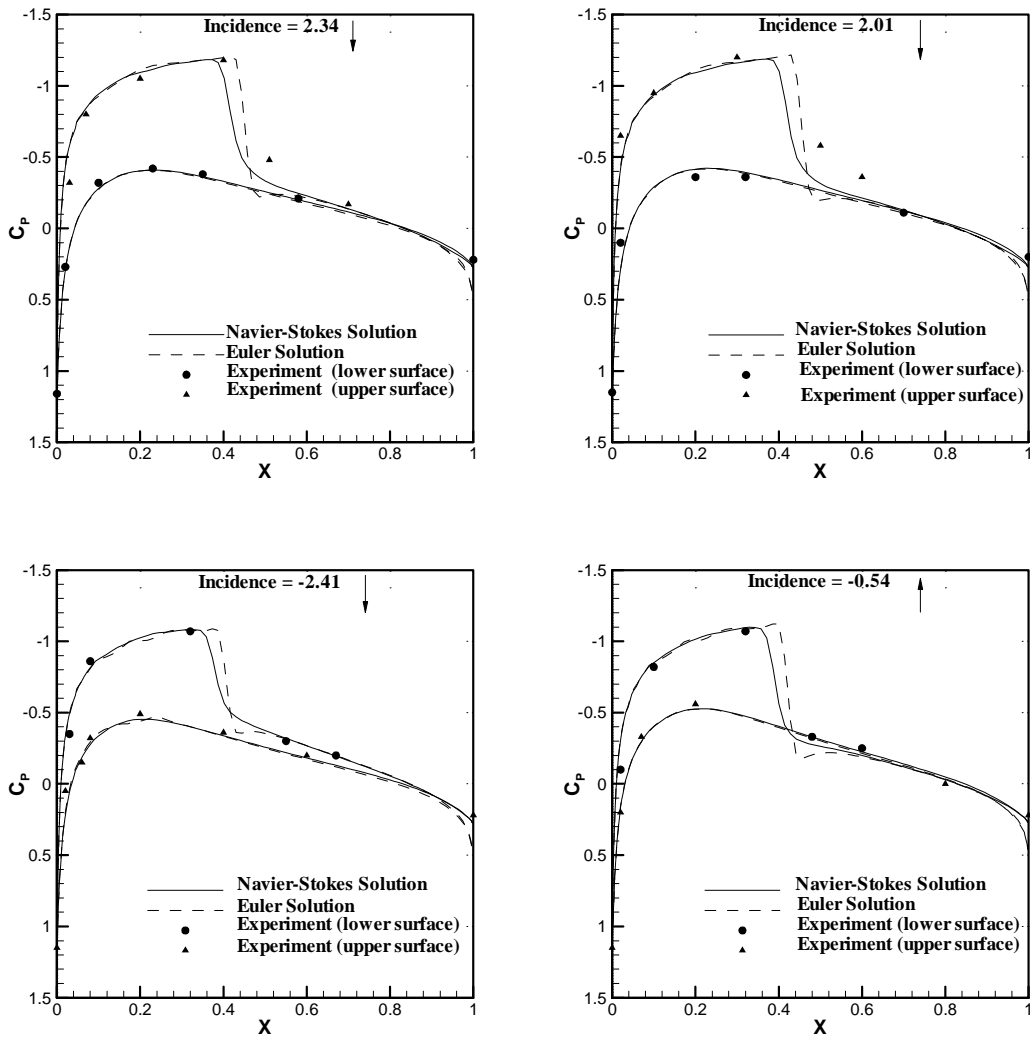 Incidence = 2.34
-1.5
-1
-0.5
0
0.5
1
1.5
C_P
Navier-Stokes Solution
Euler Solution
Experiment (lower surface)
Experiment (upper surface)
0 0.2 0.4 0.6 0.8 1
X
Incidence = 2.01
-1.5
-1
-0.5
0
0.5
1
1.5
C_P
Navier-Stokes Solution
Euler Solution
Experiment (lower surface)
Experiment (upper surface)
0 0.2 0.4 0.6 0.8 1
X
Incidence = -2.41
-1.5
-1
-0.5
0
0.5
1
1.5
C_P
Navier-Stokes Solution
Euler Solution
Experiment (lower surface)
Experiment (upper surface)
0 0.2 0.4 0.6 0.8 1
X
Incidence = -0.54
-1.5
-1
-0.5
0
0.5
1
1.5
C_P
Navier-Stokes Solution
Euler Solution
Experiment (lower surface)
Experiment (upper surface)
0 0.2 0.4 0.6 0.8 1
X